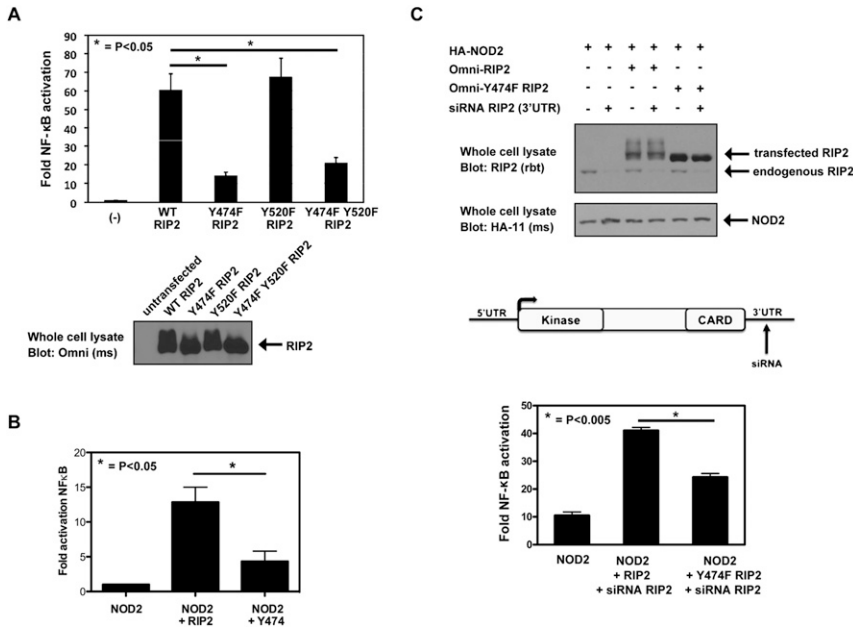 A
* = P<0.05
*
*
Fold NF-κB activation
90
80
70
60
50
40
30
20
10
0
(-)
WT RIP2
Y474F RIP2
Y520F RIP2
Y474F Y520F RIP2
untransfected
WT RIP2
Y474F RIP2
Y520F RIP2
Y474F Y520F RIP2
Whole cell lysate
Blot: Omni (ms)
RIP2
B
* = P<0.05
*
Fold activation NFκB
20
15
10
5
0
NOD2
NOD2 + RIP2
NOD2 + Y474
C
HA-NOD2 + + + + + +
Omni-RIP2 - - + + - -
Omni-Y474F RIP2 - - - - + +
siRNA RIP2 (3'UTR) - + - + - +
Whole cell lysate
Blot: RIP2 (rbt)
transfected RIP2
endogenous RIP2
Whole cell lysate
Blot: HA-11 (ms)
NOD2
5'UTR
Kinase
CARD
3'UTR
siRNA
* = P<0.005
*
Fold NF-κB activation
50
40
30
20
10
0
NOD2
NOD2 + RIP2 + siRNA RIP2
NOD2 + Y474F RIP2 + siRNA RIP2